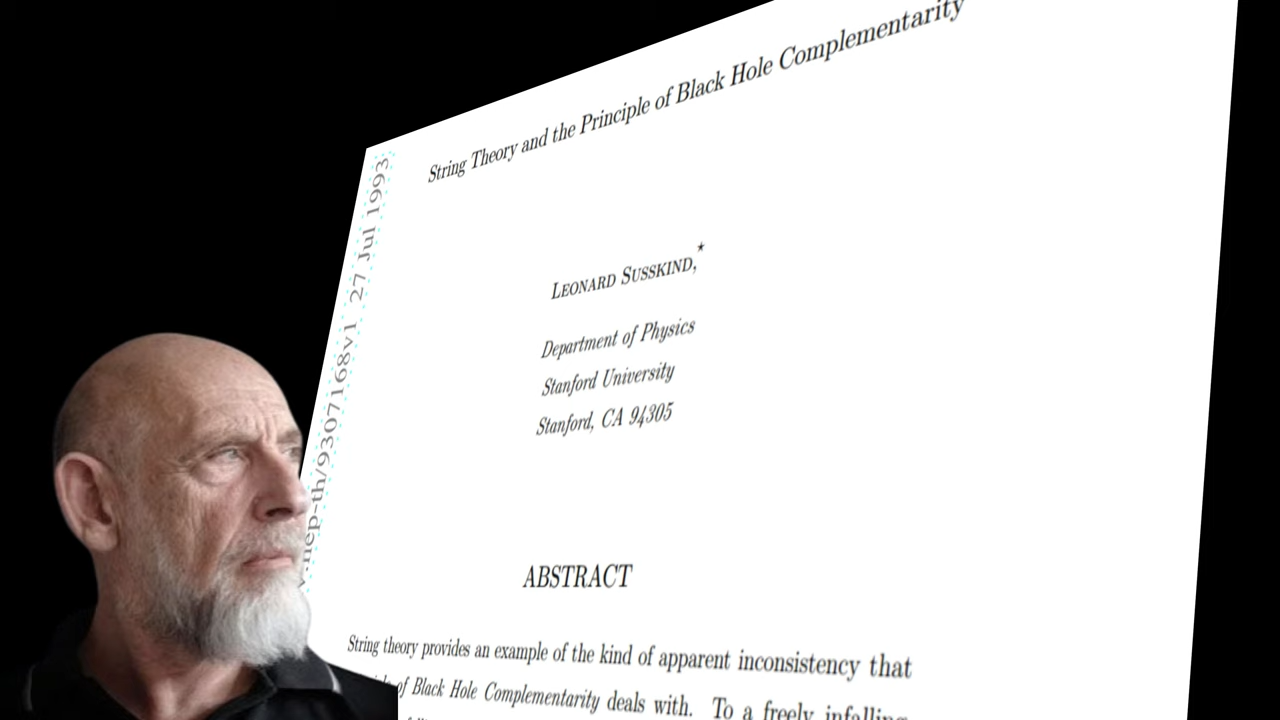 String Theory and the Principle of Black Hole Complementarity
LEONARD SUSSKIND,*
Department of Physics
Stanford University
Stanford, CA 94305
ABSTRACT
String theory provides an example of the kind of apparent inconsistency that
of Black Hole Complementarity deals with. To a freely infalling
hep-th/9307168v1 27 Jul 1993